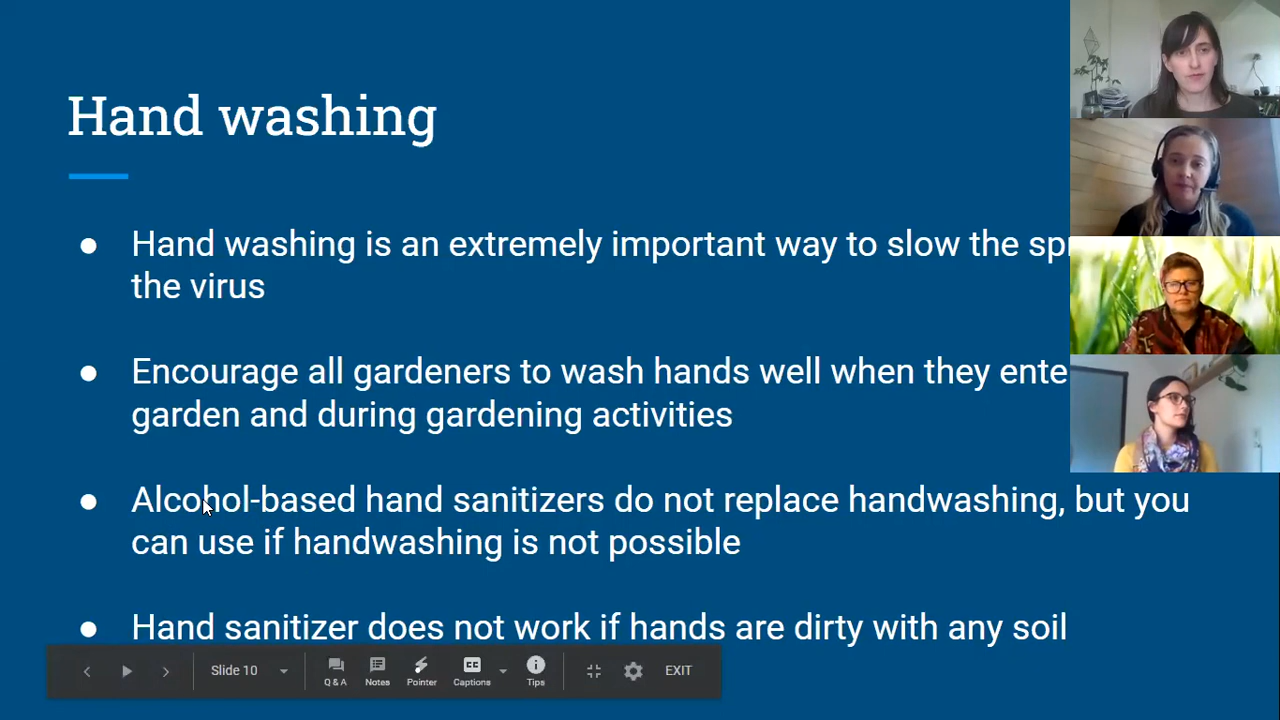 Hand washing
● Hand washing is an extremely important way to slow the
the virus
● Encourage all gardeners to wash hands well when they
garden and during gardening activities
● Alcohol-based hand sanitizers do not replace handwashing, but you
can use if handwashing is not possible
● Hand sanitizer does not work if hands are dirty with any soil
Slide 10
Q & A Notes Pointer Captions Tips EXIT